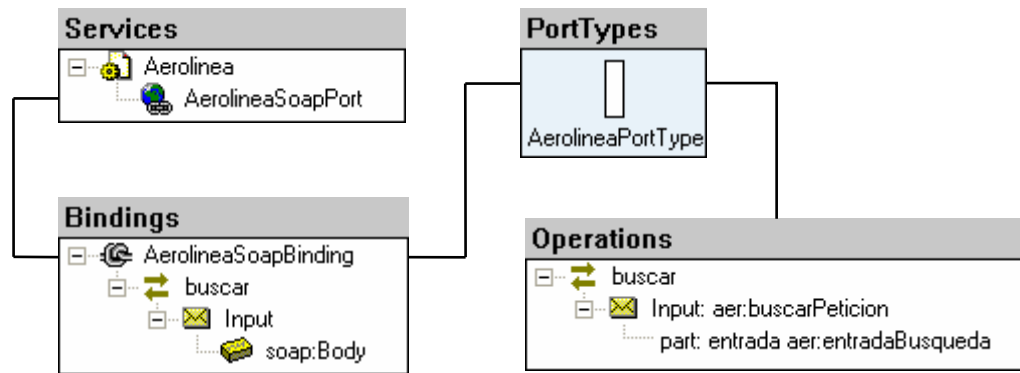 Services
Aerolinea
AerolineaSoapPort
PortTypes
AerolineaPortType
Bindings
AerolineaSoapBinding
buscar
Input
soap:Body
Operations
buscar
Input: aer:buscarPeticion
part: entrada aer:entradaBusqueda